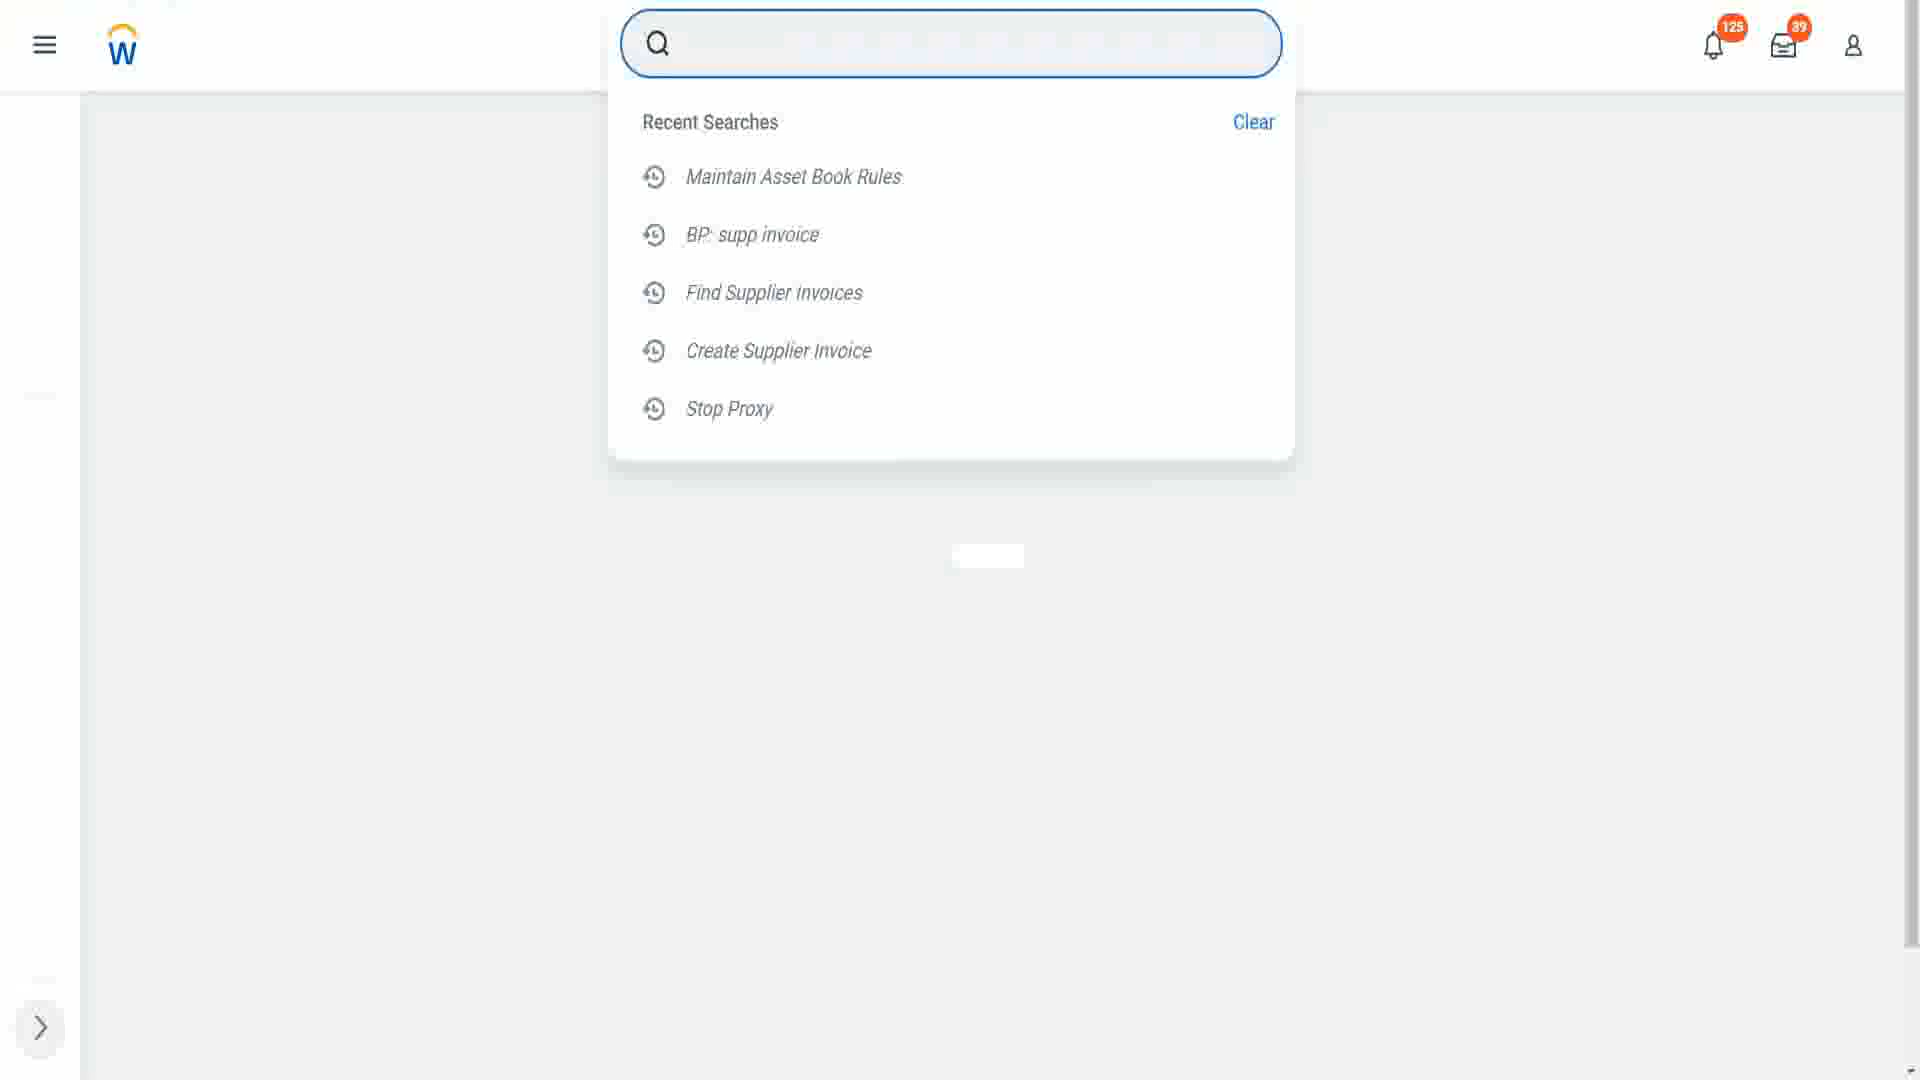 W
125
39
Recent Searches
Clear
Maintain Asset Book Rules
BP: supp invoice
Find Supplier Invoices
Create Supplier Invoice
Stop Proxy